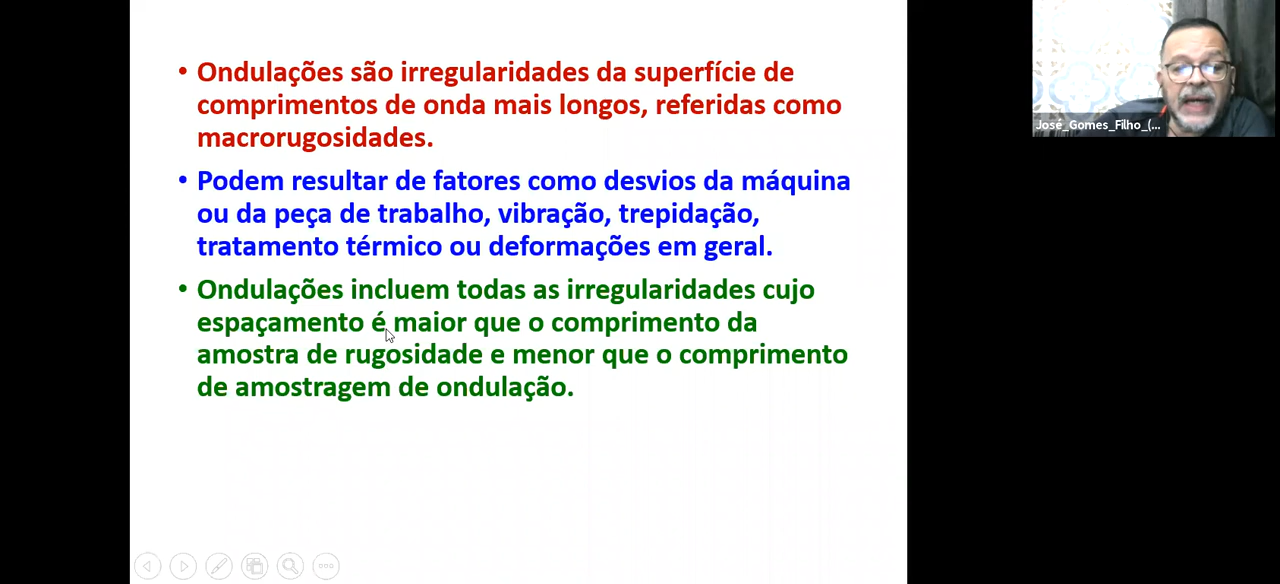 • Ondulações são irregularidades da superfície de
comprimentos de onda mais longos, referidas como
macrorugosidades.
• Podem resultar de fatores como desvios da máquina
ou da peça de trabalho, vibração, trepidação,
tratamento térmico ou deformações em geral.
• Ondulações incluem todas as irregularidades cujo
espaçamento é maior que o comprimento da
amostra de rugosidade e menor que o comprimento
de amostragem de ondulação.
José_Gomes_Filho_(...